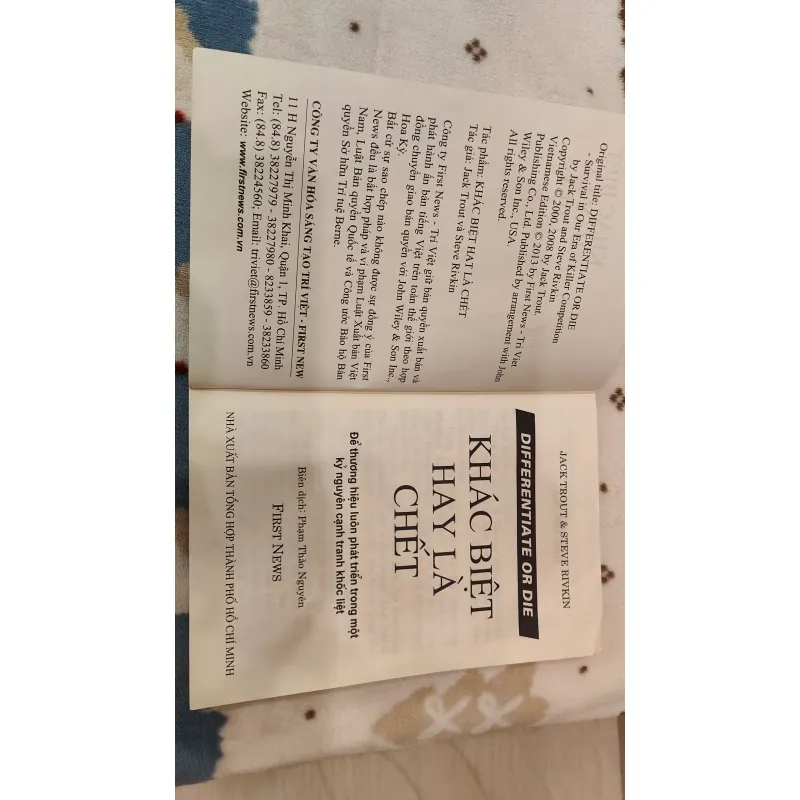 Original title: DIFFERENTIATE OR DIE
- Survival in Our Era of Killer Competition
by Jack Trout and Steve Rivkin
Copyright © 2000, 2008 by Jack Trout.
Vietnamese Edition © 2013 by First News - Tri Viet
Publishing Co., Ltd. Published by arrangement with John
Wiley & Son Inc., USA.
All rights reserved.
Tác phẩm: KHÁC BIỆT HAT LÀ CHẾT
Tác giả: Jack Trout và Steve Rivkin
Công ty First News - Trí Việt giữ bản quyền xuất bản và
phát hành ấn bản tiếng Việt trên toàn thế giới theo hợp
đồng chuyển giao bản quyền với John Wiley & Son Inc.,
Hoa Kỳ.
Bất cứ sự sao chép nào không được sự đồng ý của First
News đều là bất hợp pháp và vi phạm Luật Xuất bản Việt
Nam, Luật Bản quyền Quốc tế và Công ước Bảo hộ Bản
quyền Sở hữu Trí tuệ Berne.
CÔNG TY VĂN HÓA SÁNG TẠO TRÍ VIỆT - FIRST NEW
11 H Nguyễn Thị Minh Khai, Quận 1, TP. Hồ Chí Minh
Tel: (84.8) 38227979 - 38227980 - 8233859 - 38233860
Fax: (84.8) 38224560; Email: triviet@firstnews.com.vn
Website: www.firstnews.com.vn
JACK TROUT & STEVE RIVKIN
DIFFERENTIATE OR DIE
KHÁC BIỆT
HAY LÀ
CHẾT
Để thương hiệu luôn phát triển trong một
kỷ nguyên cạnh tranh khốc liệt
Biên dịch: Phạm Thảo Nguyên
FIRST NEWS
NHÀ XUẤT BẢN TỔNG HỢP THÀNH PHỐ HỒ CHÍ MINH